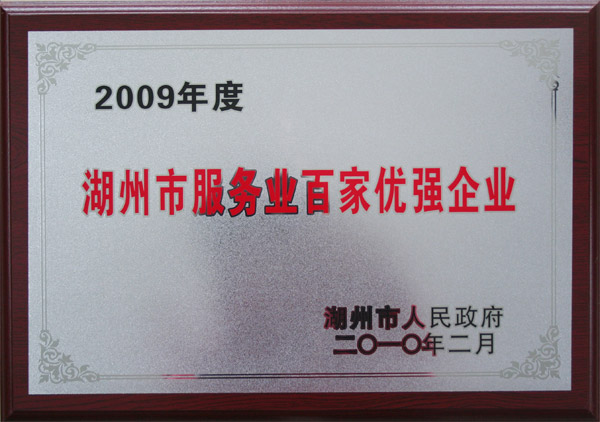 2009年度
湖州市服务业百家优强企业
湖州市人民政府
二〇一〇年二月